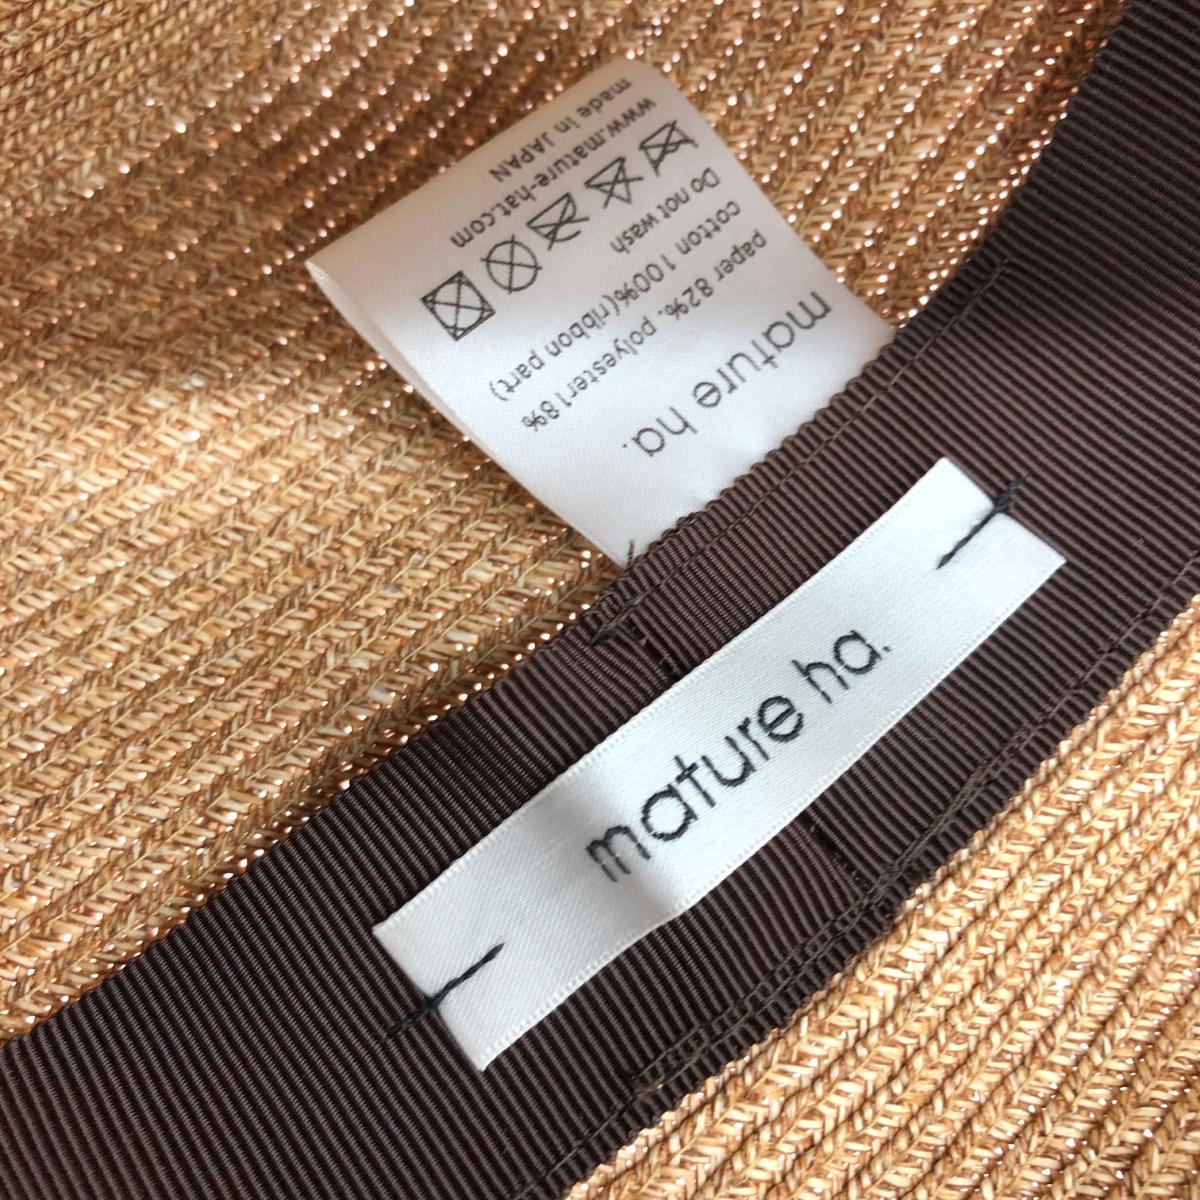 mature ha.
paper 82%. polyester18%
cotton 100%(ribbon part)
Do not wash
www.mature-hat.com
made in JAPAN
mature ha.